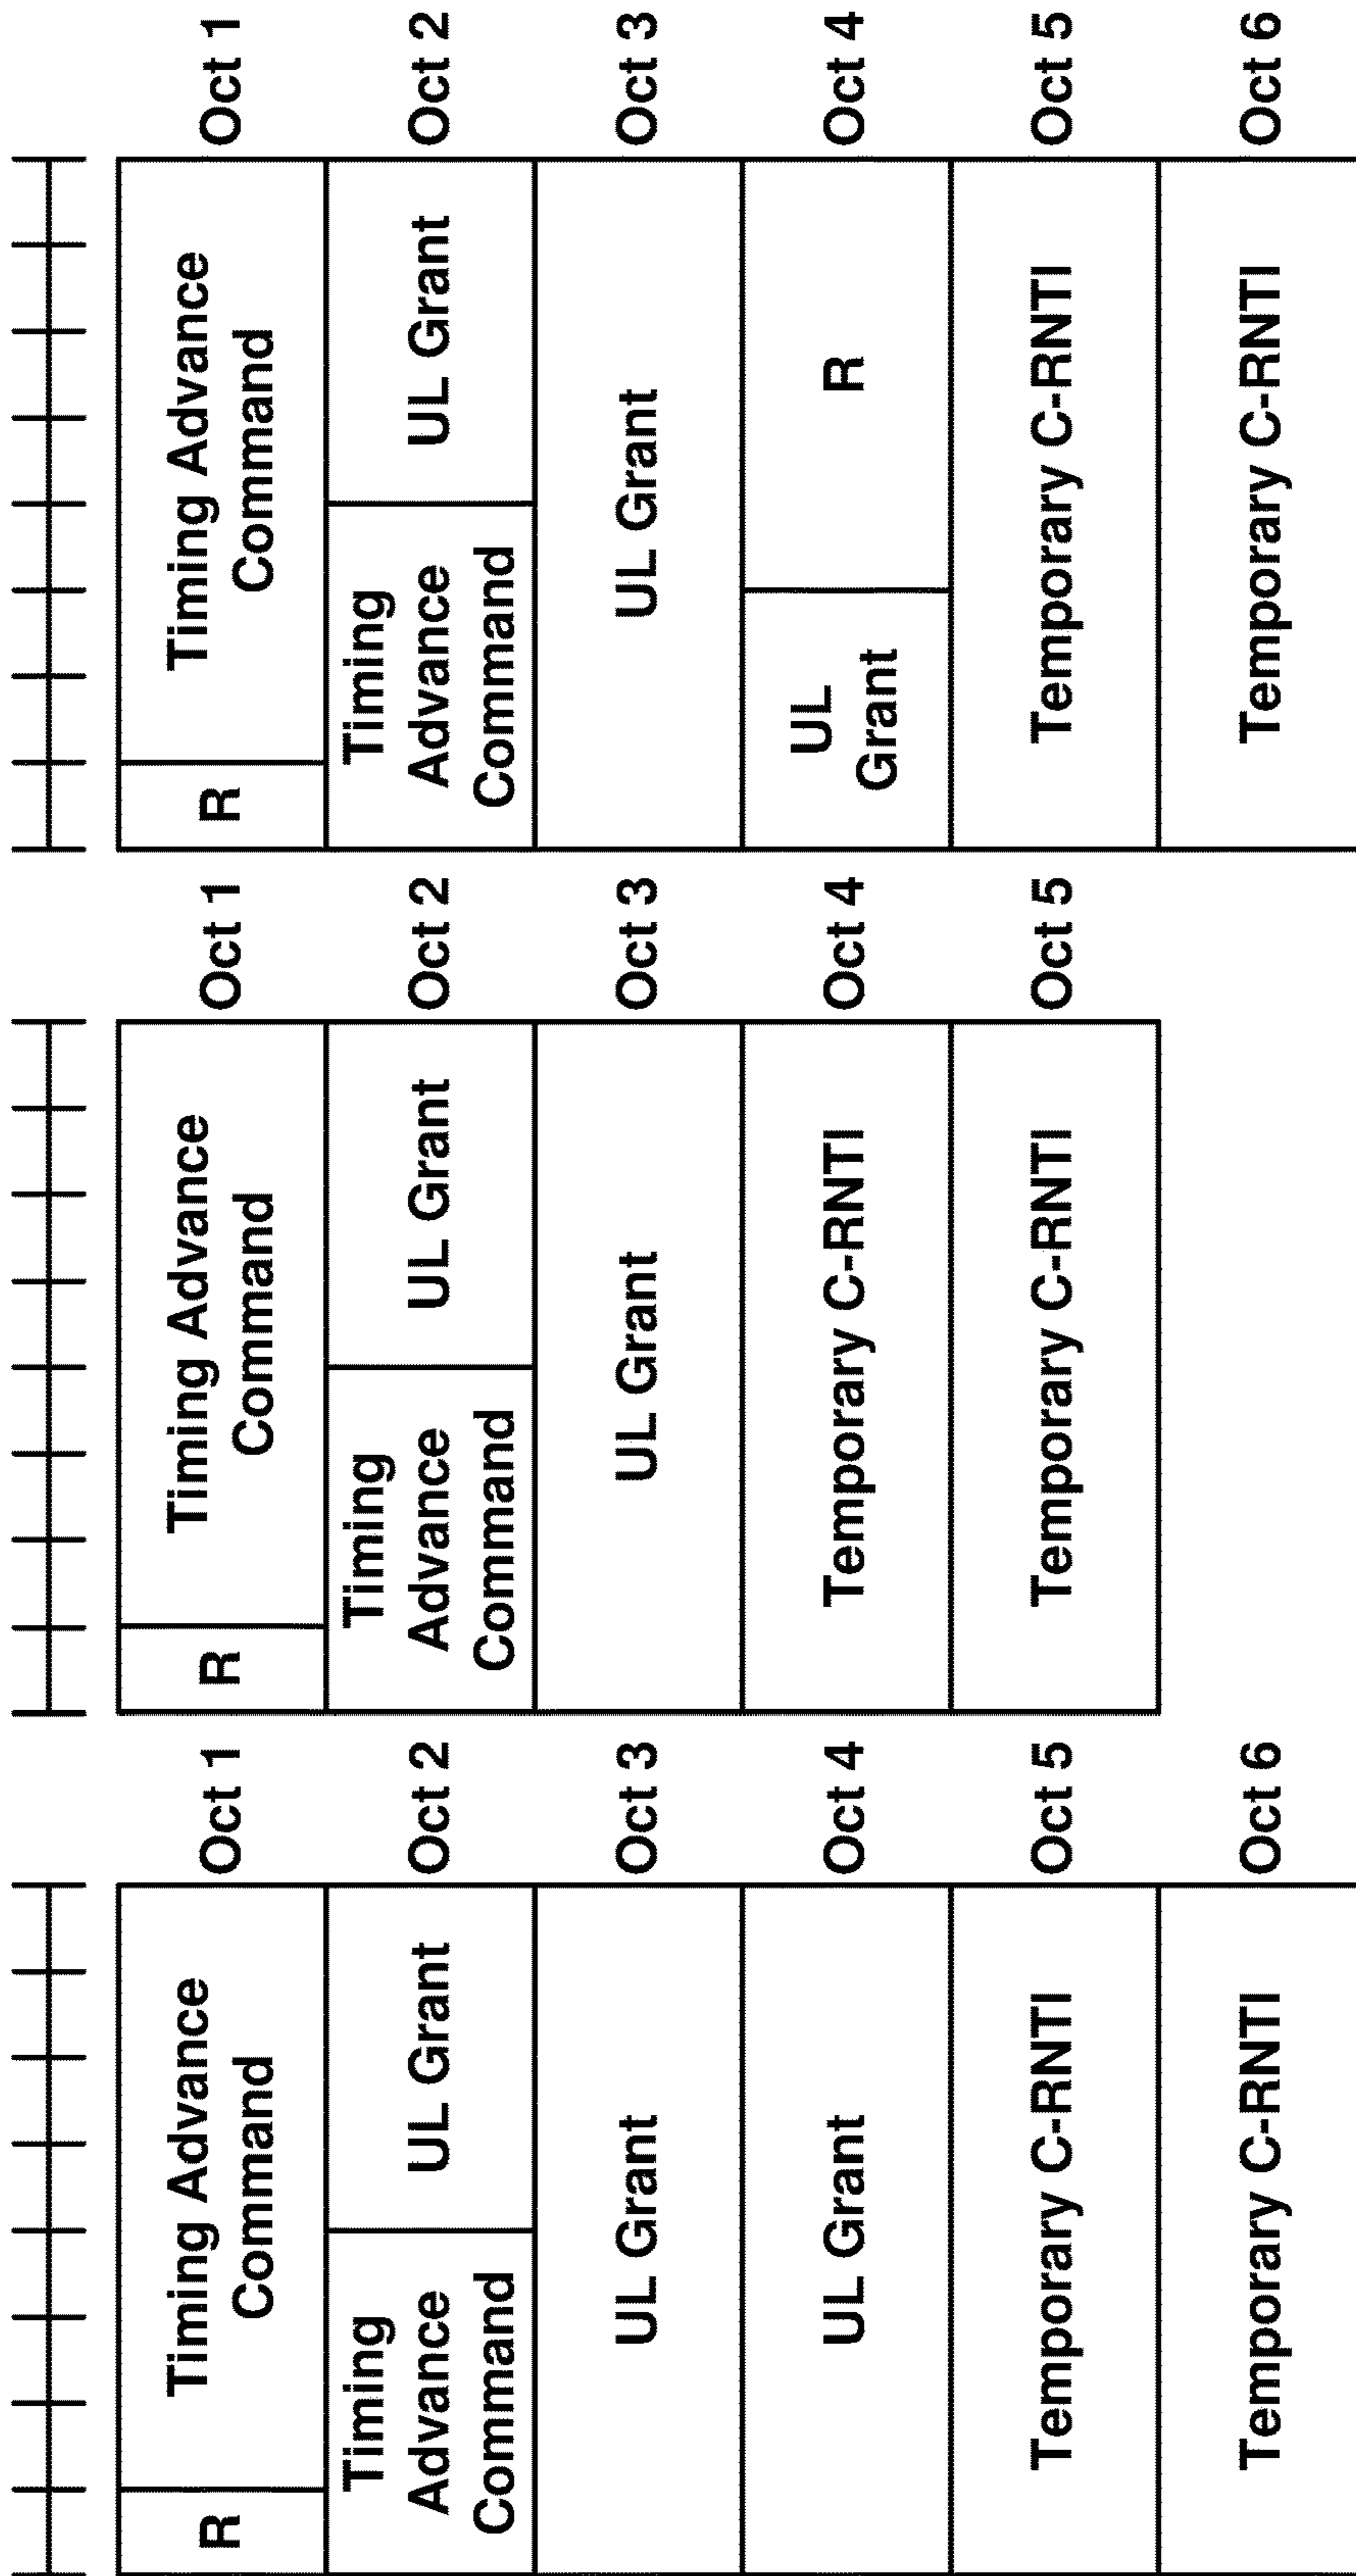 R
Timing Advance
Command
Oct 1
Timing
Advance
Command
UL Grant
Oct 2
UL Grant
Oct 3
UL Grant
Oct 4
Temporary C-RNTI
Oct 5
Temporary C-RNTI
Oct 6
R
Timing Advance
Command
Oct 1
Timing
Advance
Command
UL Grant
Oct 2
UL Grant
Oct 3
Temporary C-RNTI
Oct 4
Temporary C-RNTI
Oct 5
R
Timing Advance
Command
Oct 1
Timing
Advance
Command
UL Grant
Oct 2
UL Grant
Oct 3
UL
Grant
R
Oct 4
Temporary C-RNTI
Oct 5
Temporary C-RNTI
Oct 6